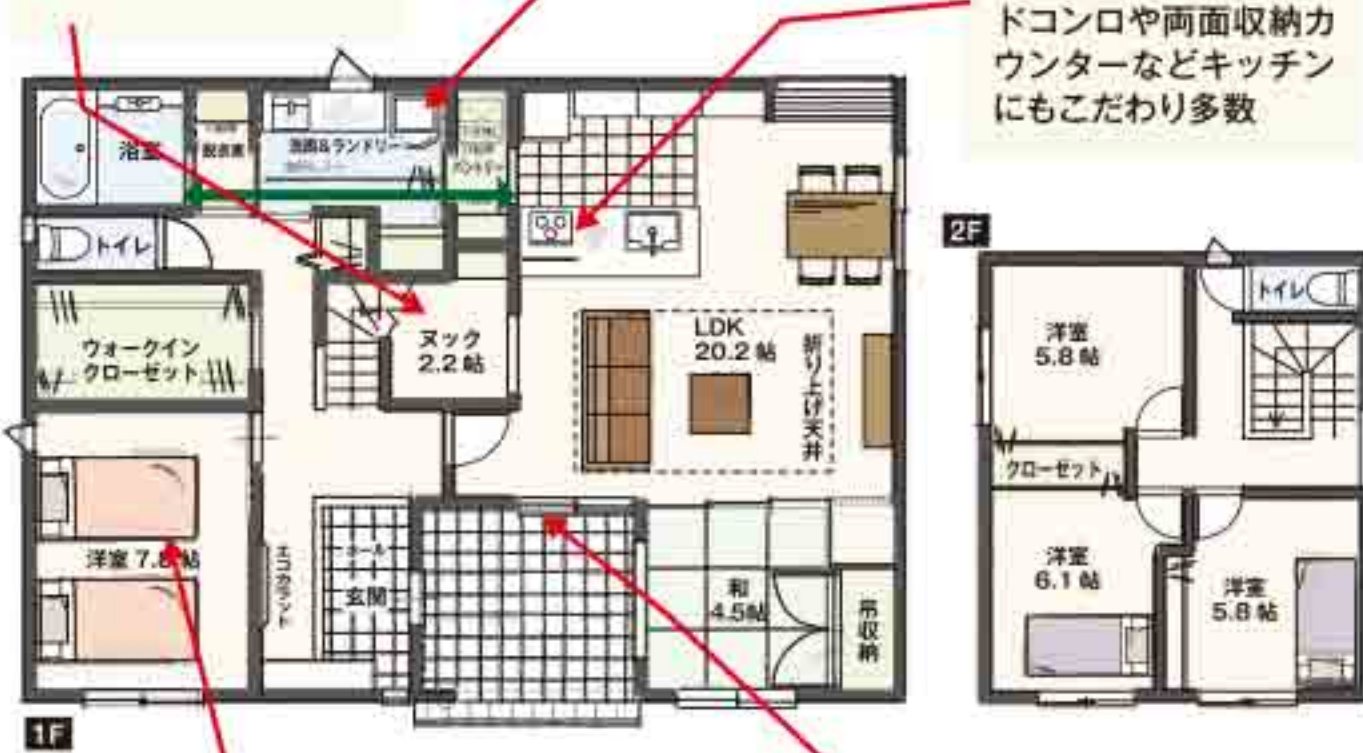 ドコンロや両面収納カ
ウンターなどキッチン
にもこだわり多数
浴室
脱衣室
洗面&ランドリー
パントリー
トイレ
ウォークイン
クローゼット
ヌック
2.2 帖
LDK
20.2 帖
折り上げ天井
洋室 7.8 帖
エコカラット
ホール
玄関
和
4.5帖
吊収納
1F
2F
トイレ
洋室
5.8 帖
クローゼット
洋室
6.1 帖
洋室
5.8 帖